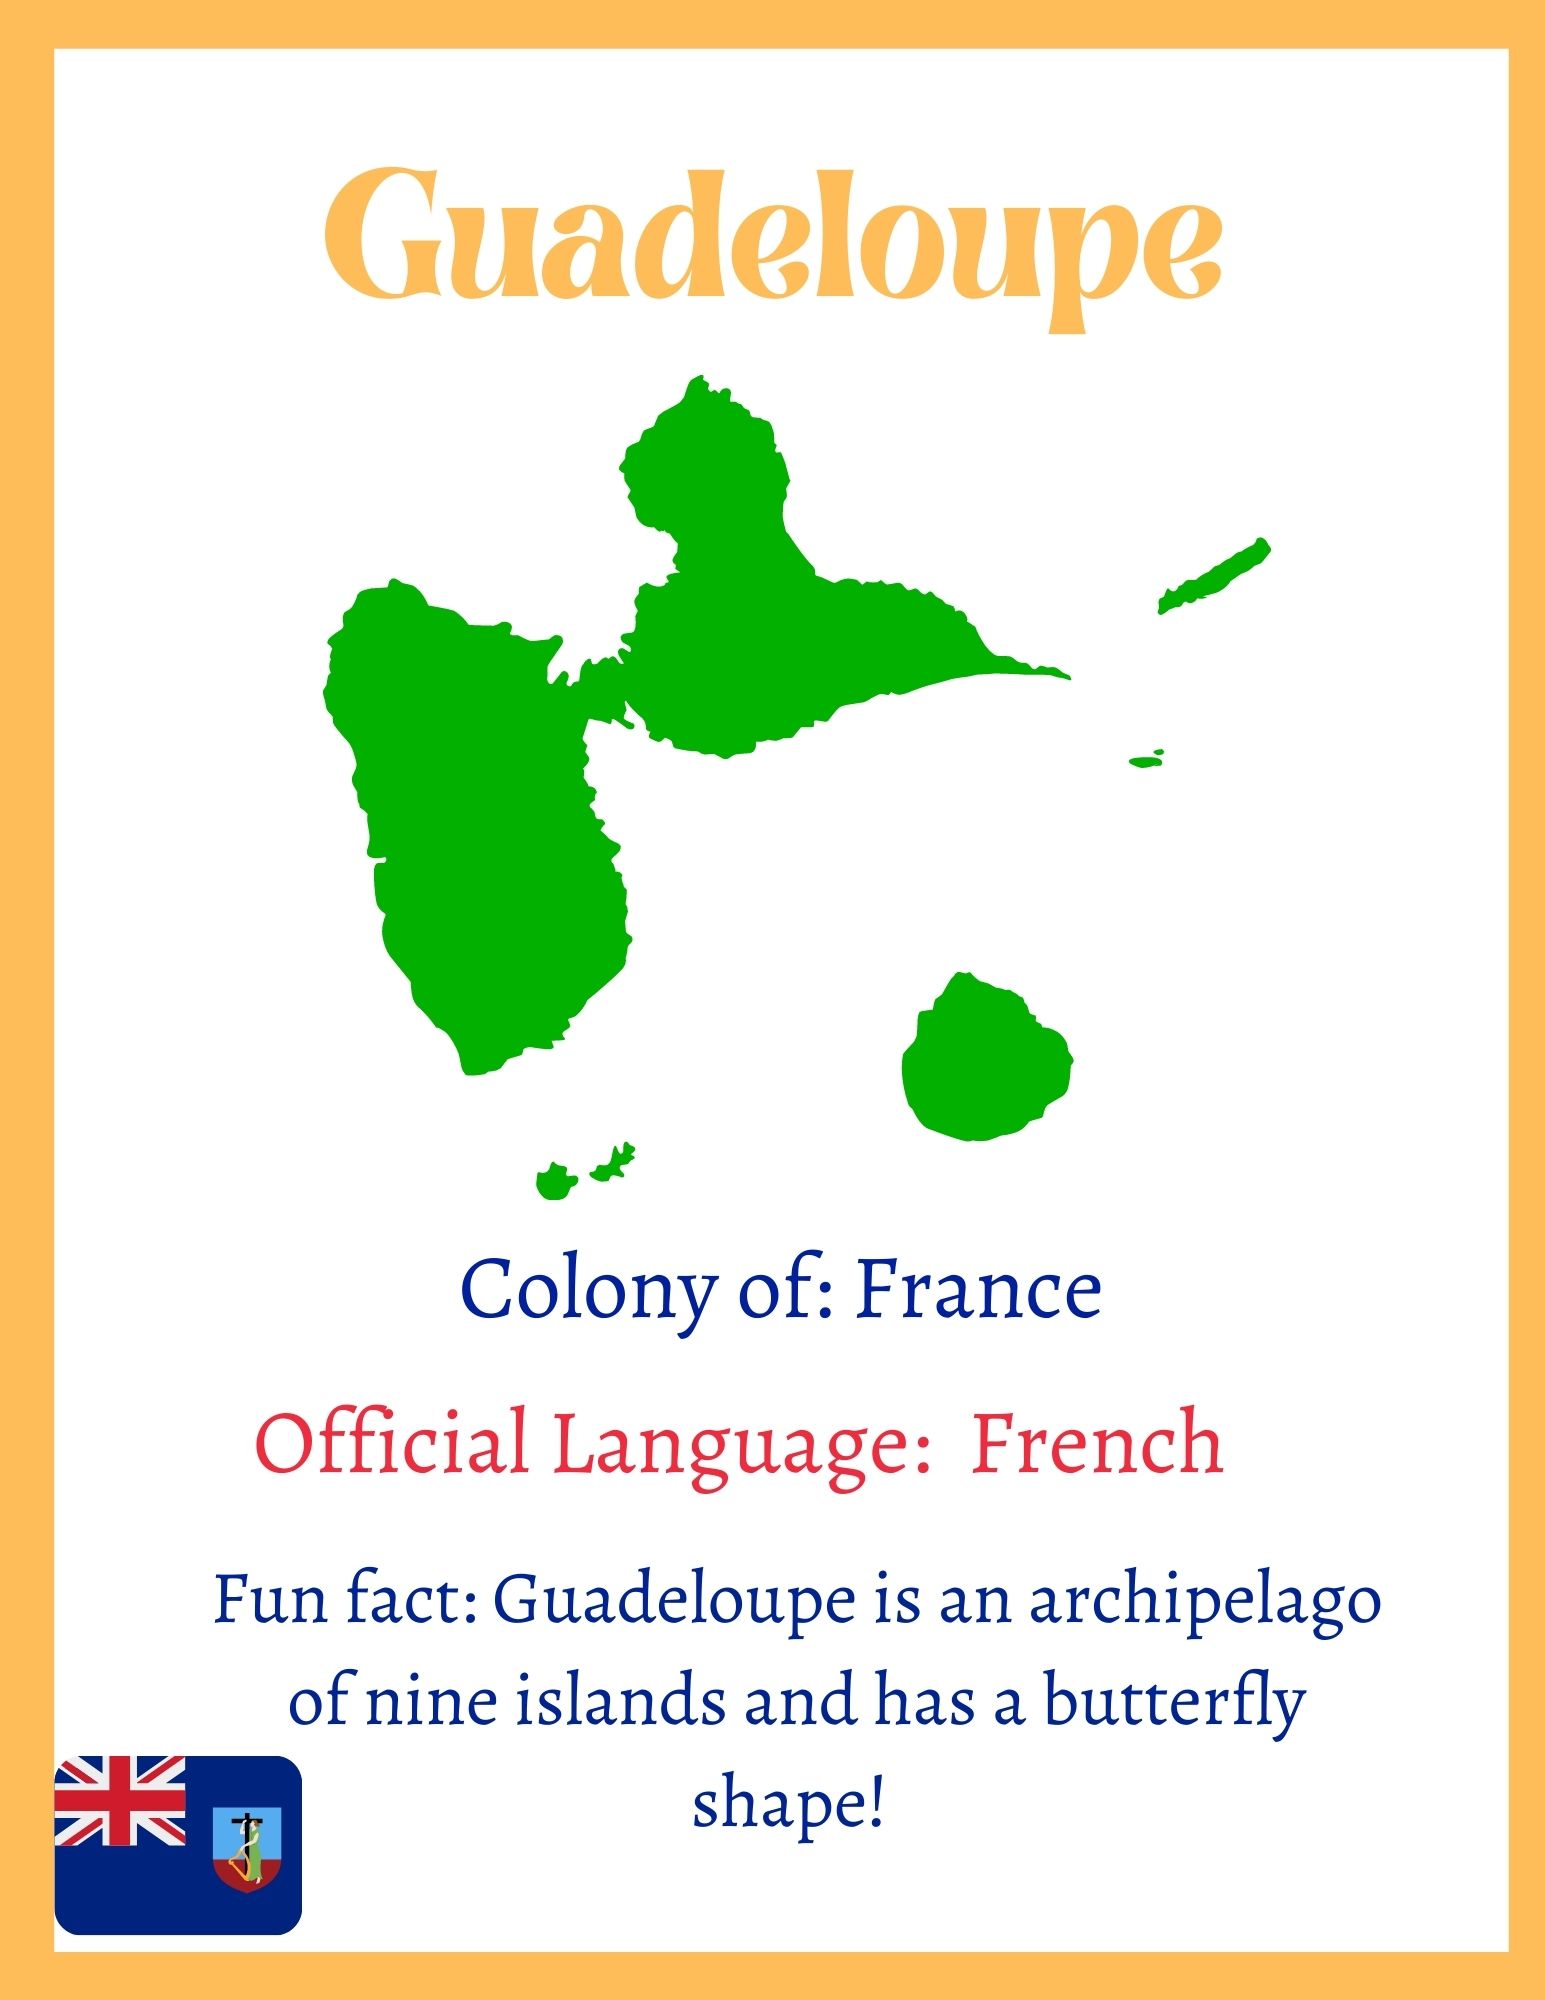 Guadeloupe
Colony of: France
Official Language: French
Fun fact: Guadeloupe is an archipelago
of nine islands and has a butterfly
shape!